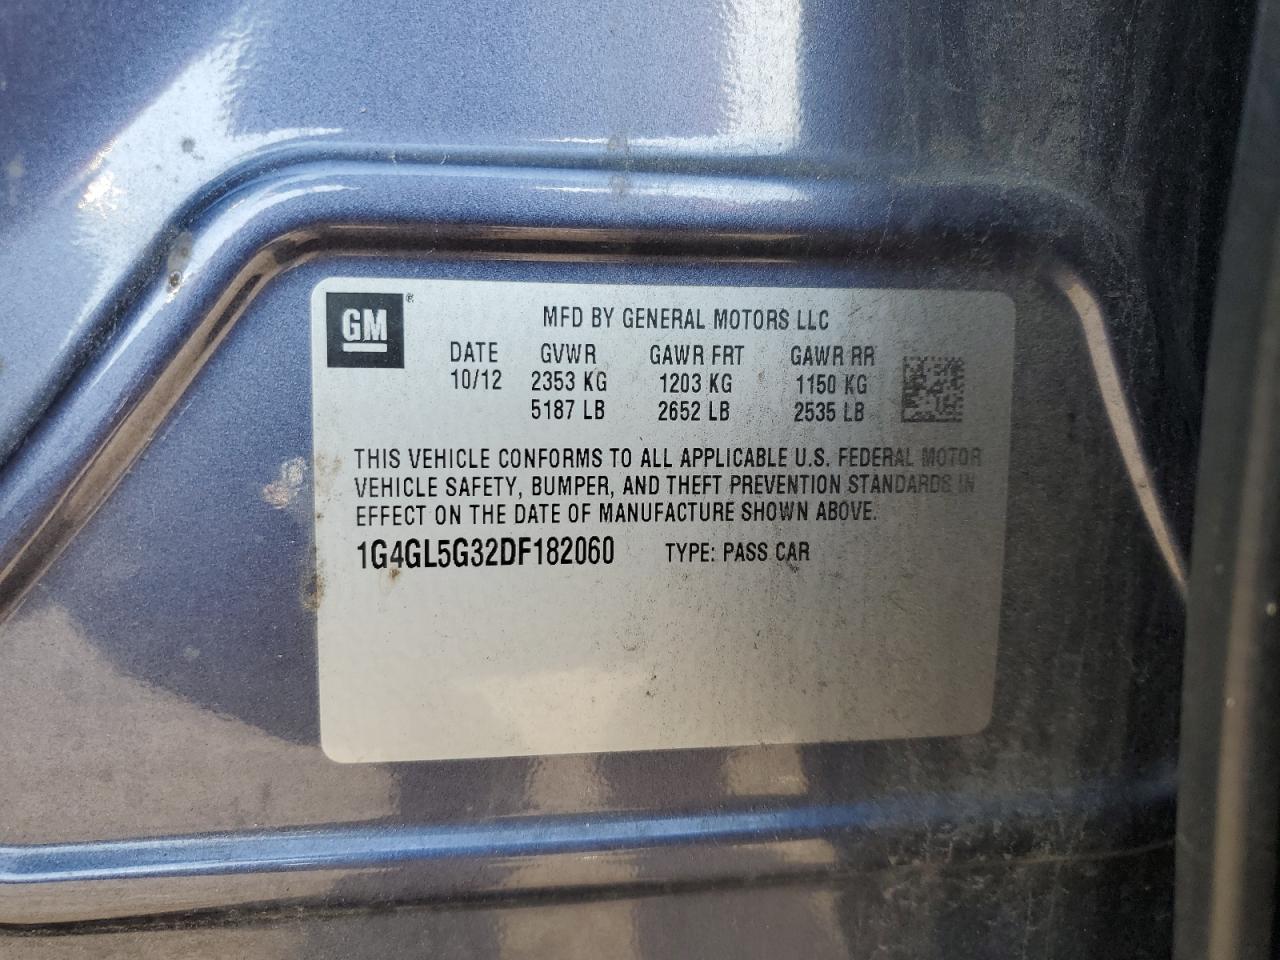 GM®
MFD BY GENERAL MOTORS LLC
DATE GVWR GAWR FRT GAWR RR
10/12 2353 KG 1203 KG 1150 KG
5187 LB 2652 LB 2535 LB
THIS VEHICLE CONFORMS TO ALL APPLICABLE U.S. FEDERAL MOTOR
VEHICLE SAFETY, BUMPER, AND THEFT PREVENTION STANDARDS IN
EFFECT ON THE DATE OF MANUFACTURE SHOWN ABOVE.
1G4GL5G32DF182060 TYPE: PASS CAR